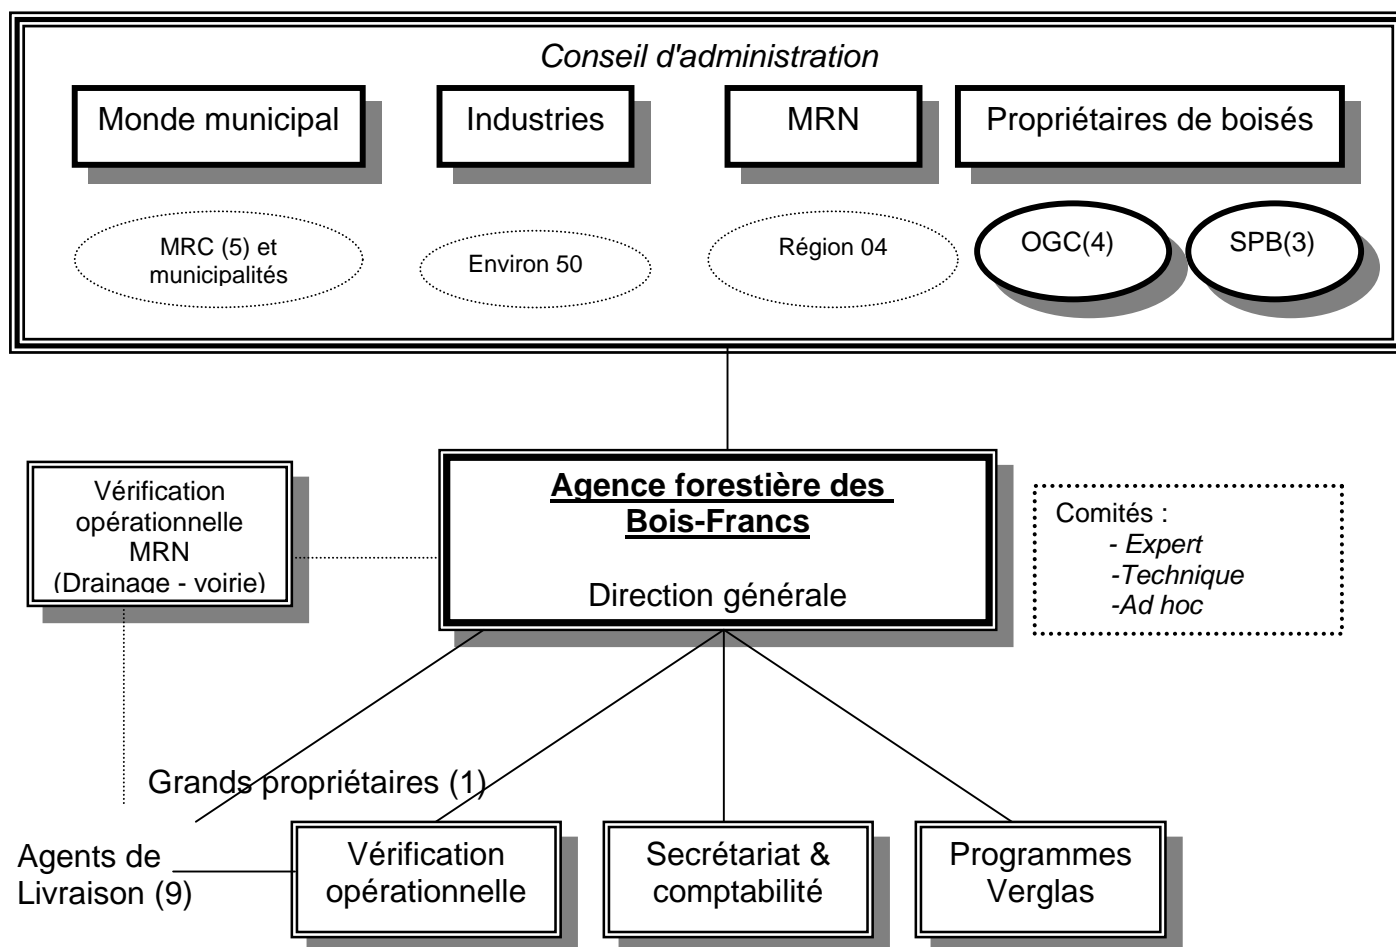 Conseil d'administration
Monde municipal
Industries
MRN
Propriétaires de boisés
MRC (5) et
municipalités
Environ 50
Région 04
OGC(4)
SPB(3)
Vérification
opérationnelle
MRN
(Drainage - voirie)
Agence forestière des
Bois-Francs
Direction générale
Comités :
- Expert
-Technique
-Ad hoc
Grands propriétaires (1)
Agents de
Livraison (9)
Vérification
opérationnelle
Secrétariat &
comptabilité
Programmes
Verglas